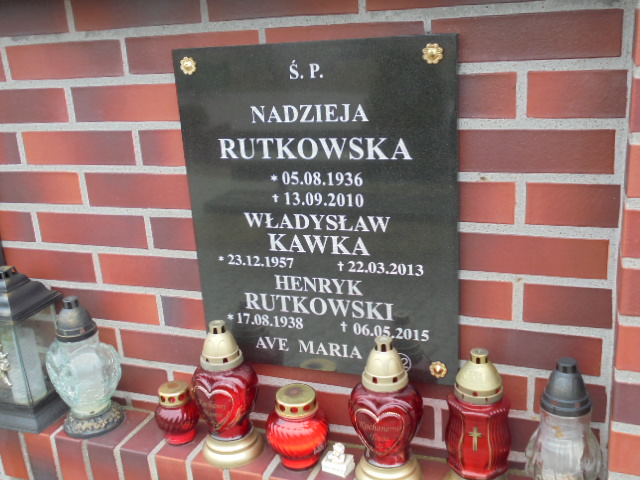 Ś. P.
NADZIEJA
RUTKOWSKA
* 05.08.1936
† 13.09.2010
WŁADYSŁAW
KAWKA
* 23.12.1957 † 22.03.2013
HENRYK
RUTKOWSKI
* 17.08.1938 † 06.05.2015
AVE MARIA